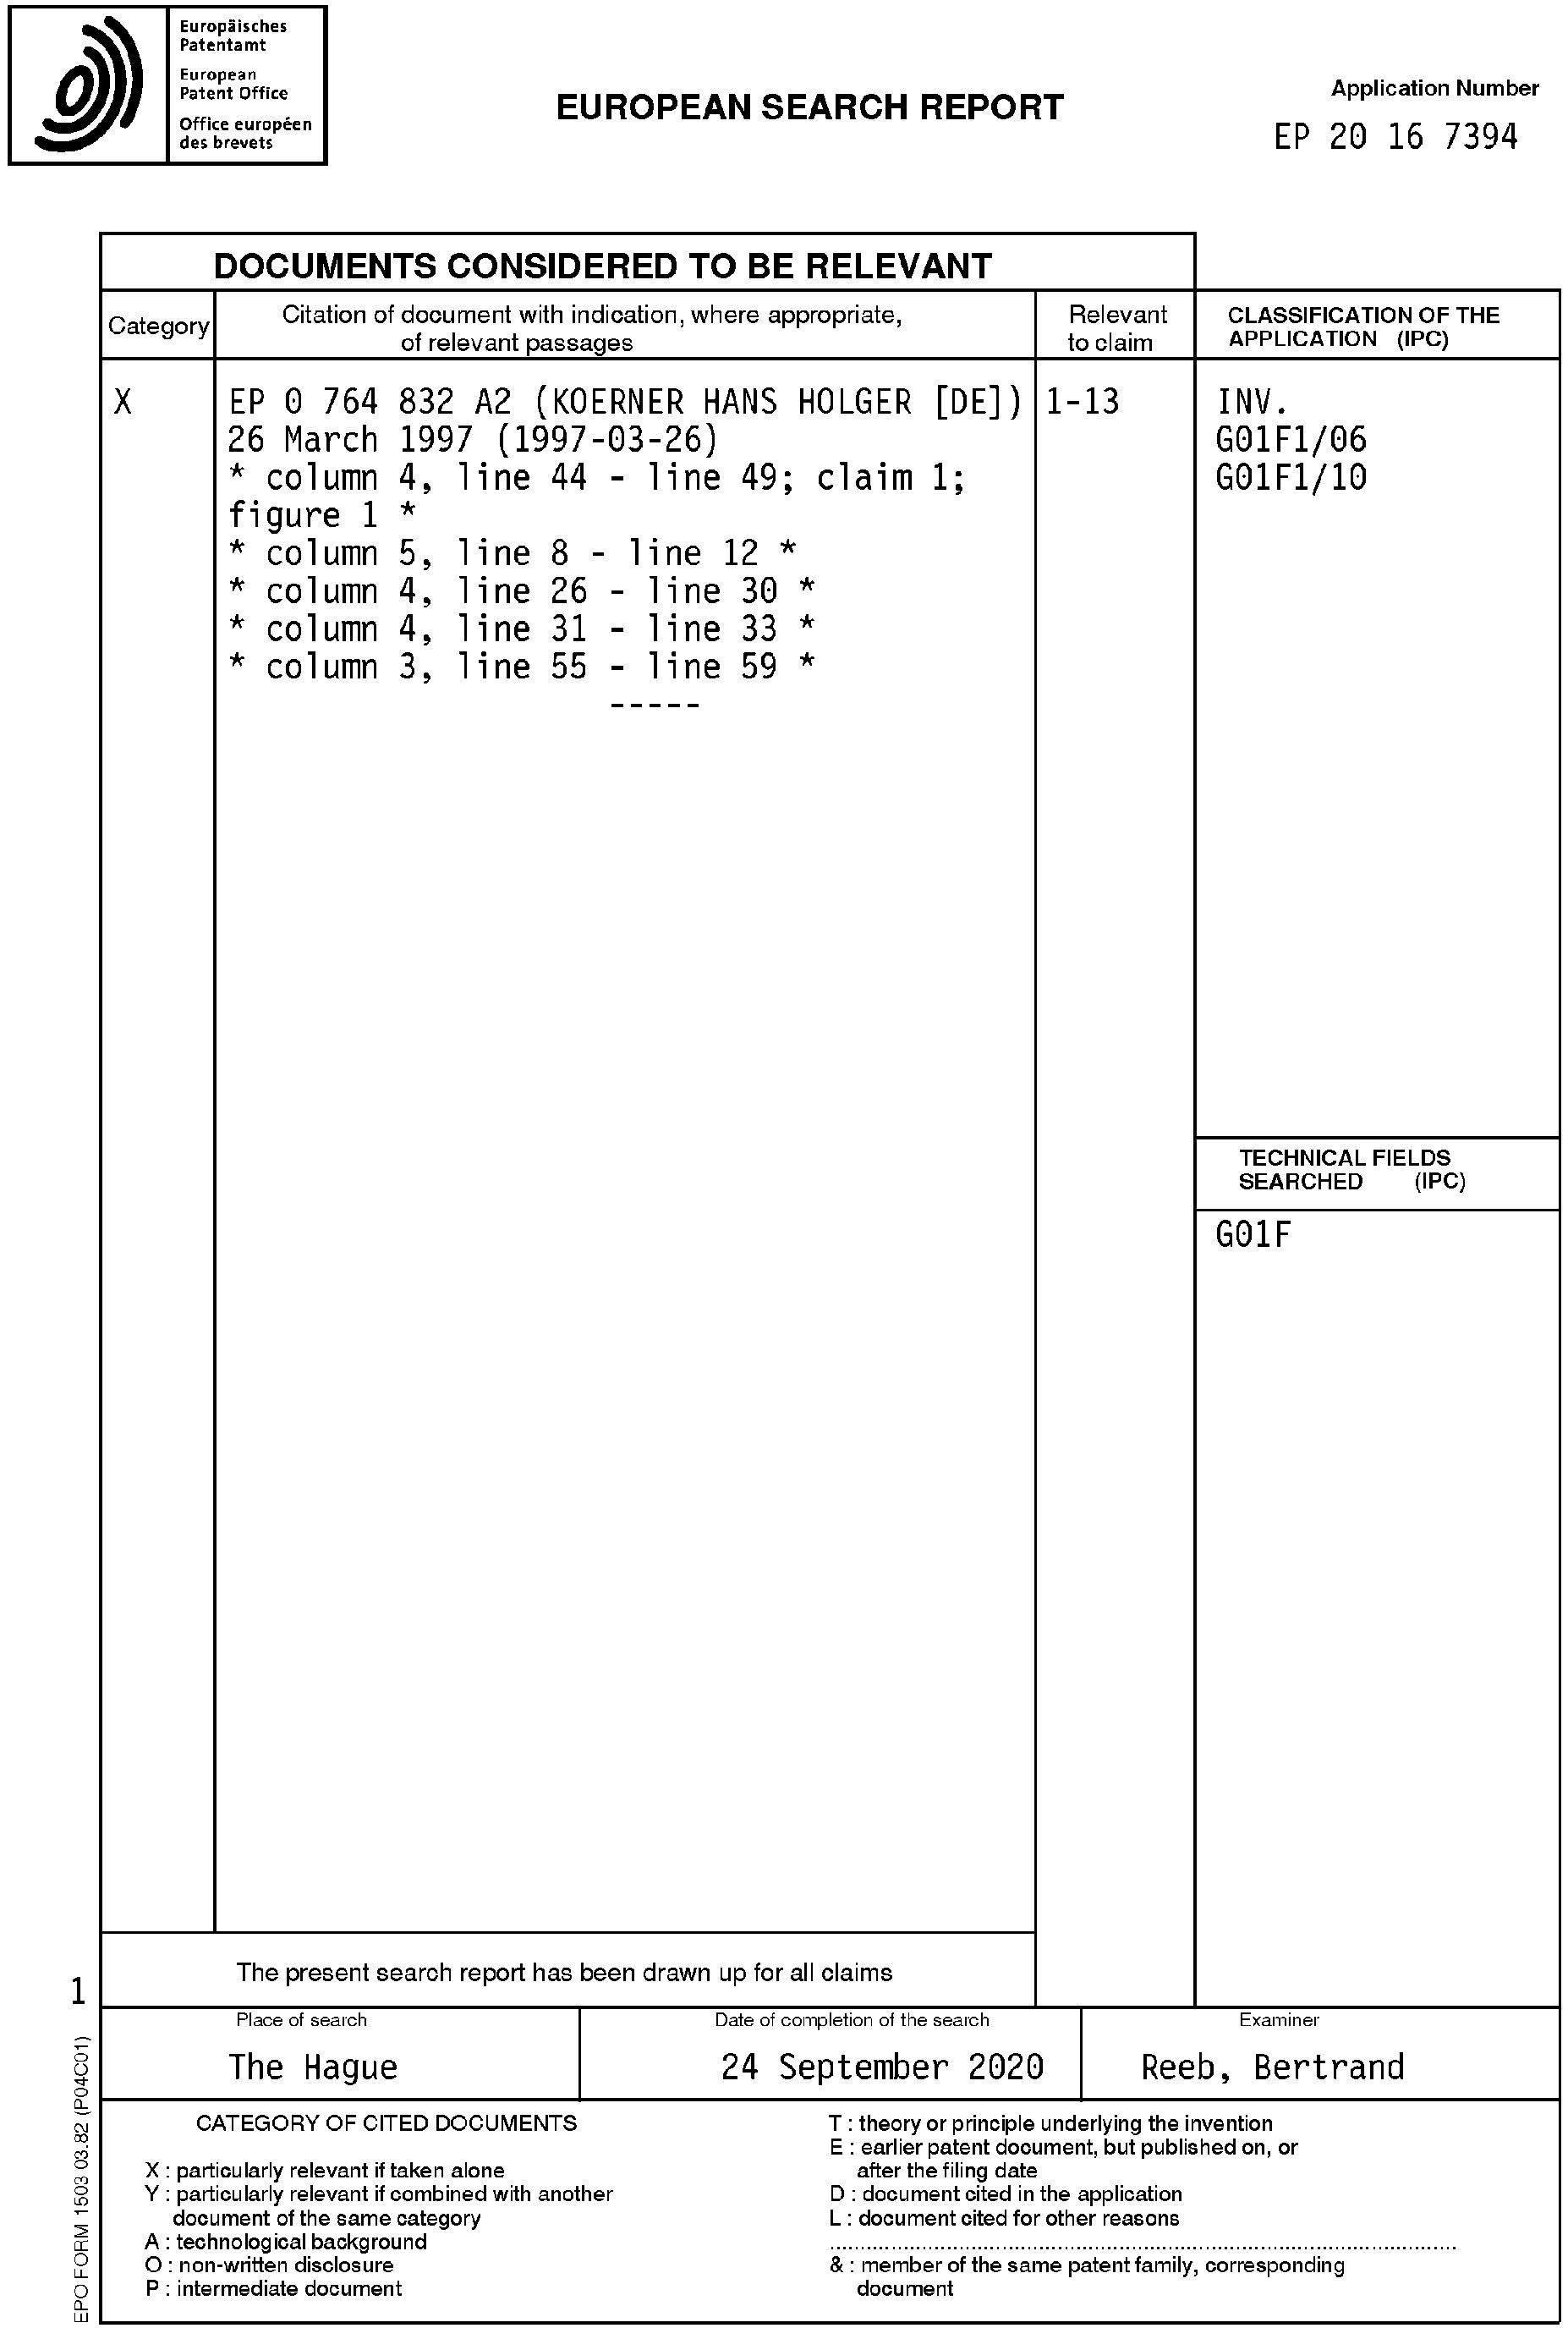 Europäisches
Patentamt
European
Patent Office
Office européen
des brevets
EUROPEAN SEARCH REPORT
Application Number
EP 20 16 7394
DOCUMENTS CONSIDERED TO BE RELEVANT
Category
Citation of document with indication, where appropriate,
of relevant passages
Relevant
to claim
CLASSIFICATION OF THE
APPLICATION (IPC)
X
EP 0 764 832 A2 (KOERNER HANS HOLGER [DE])
26 March 1997 (1997-03-26)
* column 4, line 44 - line 49; claim 1;
figure 1 *
* column 5, line 8 - line 12 *
* column 4, line 26 - line 30 *
* column 4, line 31 - line 33 *
* column 3, line 55 - line 59 *
-----
1-13
INV.
G01F1/06
G01F1/10
TECHNICAL FIELDS
SEARCHED (IPC)
G01F
The present search report has been drawn up for all claims
1
Place of search
The Hague
Date of completion of the search
24 September 2020
Examiner
Reeb, Bertrand
CATEGORY OF CITED DOCUMENTS
X : particularly relevant if taken alone
Y : particularly relevant if combined with another
document of the same category
A : technological background
O : non-written disclosure
P : intermediate document
T : theory or principle underlying the invention
E : earlier patent document, but published on, or
after the filing date
D : document cited in the application
L : document cited for other reasons
& : member of the same patent family, corresponding
document
EPO FORM 1503 03.82 (P04C01)